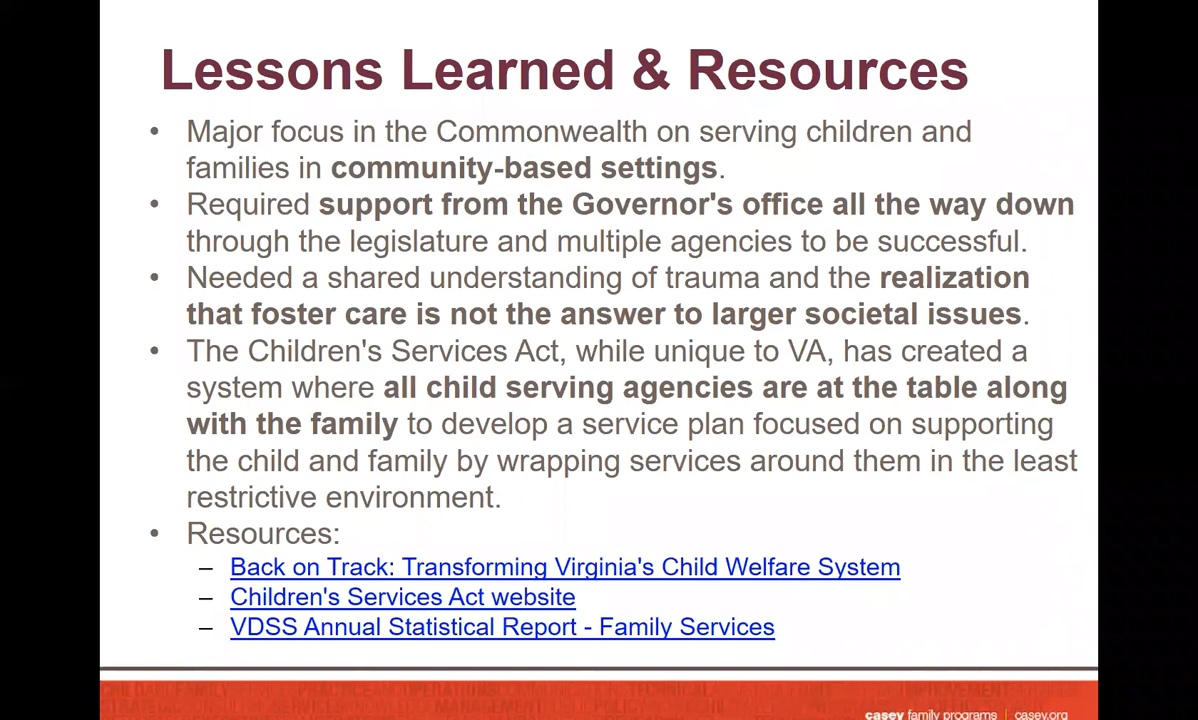 Lessons Learned & Resources
• Major focus in the Commonwealth on serving children and
families in community-based settings.
• Required support from the Governor's office all the way down
through the legislature and multiple agencies to be successful.
• Needed a shared understanding of trauma and the realization
that foster care is not the answer to larger societal issues.
• The Children's Services Act, while unique to VA, has created a
system where all child serving agencies are at the table along
with the family to develop a service plan focused on supporting
the child and family by wrapping services around them in the least
restrictive environment.
• Resources:
– Back on Track: Transforming Virginia's Child Welfare System
– Children's Services Act website
– VDSS Annual Statistical Report - Family Services
casey family programs | casey.org